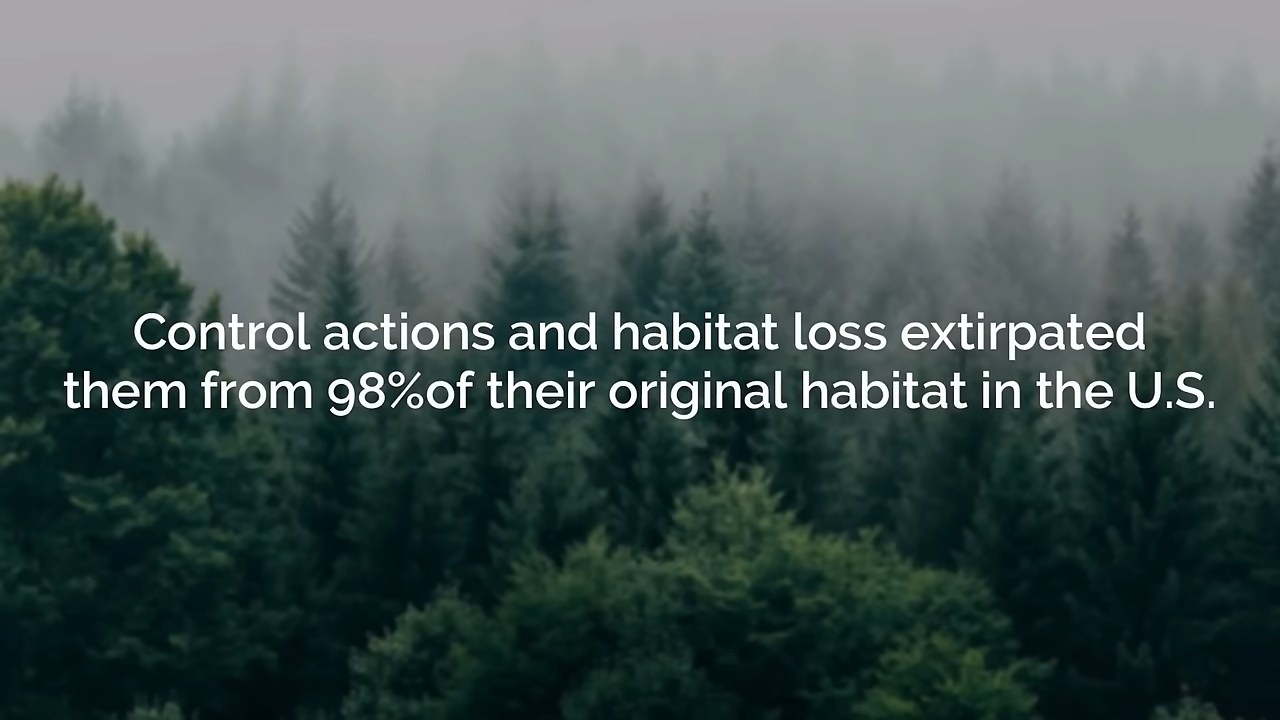 Control actions and habitat loss extirpated
them from 98%of their original habitat in the U.S.